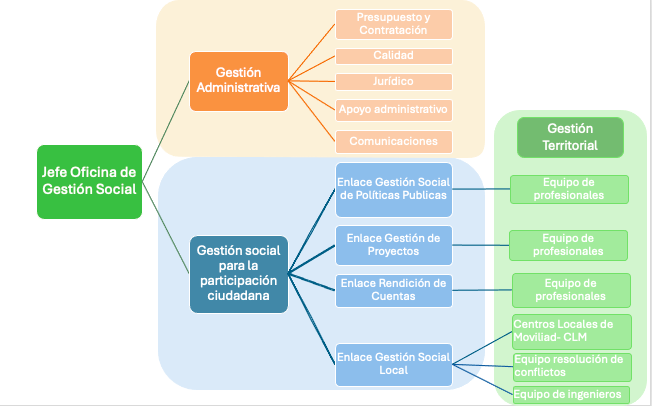 Jefe Oficina de
Gestión Social
Gestión
Administrativa
Presupuesto y
Contratación
Calidad
Jurídico
Apoyo administrativo
Comunicaciones
Gestión social
para la
participación
ciudadana
Enlace Gestión Social
de Políticas Publicas
Enlace Gestión de
Proyectos
Enlace Rendición de
Cuentas
Enlace Gestión Social
Local
Gestión
Territorial
Equipo de
profesionales
Equipo de
profesionales
Equipo de
profesionales
Centros Locales de
Moviliad- CLM
Equipo resolución de
conflictos
Equipo de ingenieros